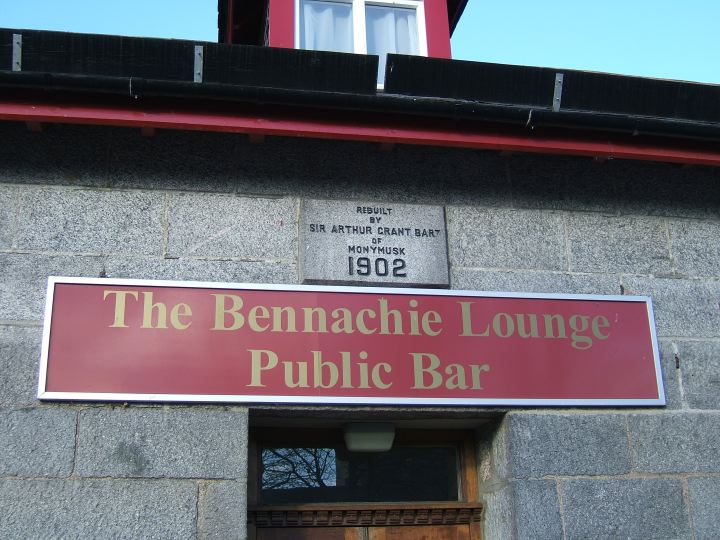 REBUILT
BY
SIR ARTHUR GRANT BART
OF
MONYMUSK
1902
The Bennachie Lounge
Public Bar